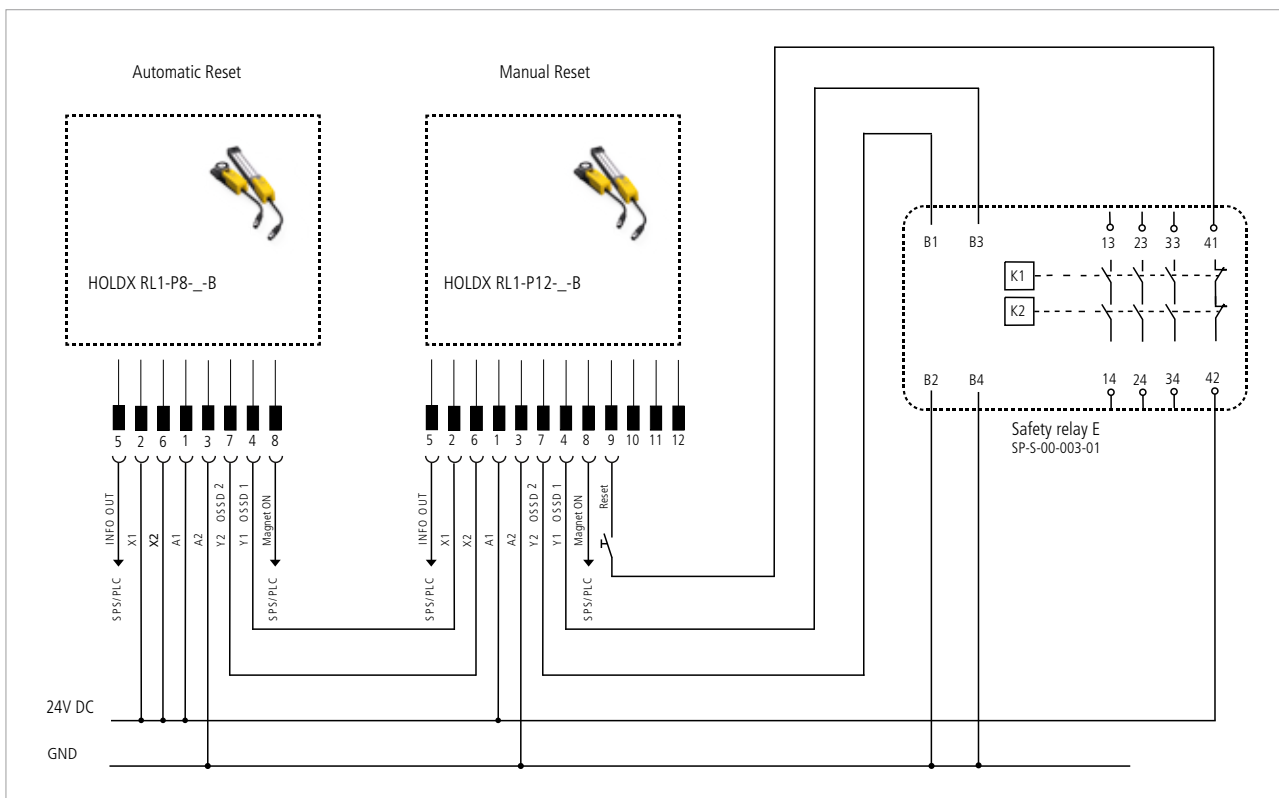 Automatic Reset
Manual Reset
HOLDX RL1-P8-_-B
HOLDX RL1-P12-_-B
B1 B3 13 23 33 41
K1
K2
B2 B4 14 24 34 42
Safety relay E
SP-S-00-003-01
5 2 6 1 3 7 4 8
5 2 6 1 3 7 4 8 9 10 11 12
INFO OUT
SPS/PLC
X1
X2
A1
A2
Y2 OSSD 2
Y1 OSSD 1
Magnet ON
SPS/PLC
INFO OUT
SPS/PLC
X1
X2
A1
A2
Y2 OSSD 2
Y1 OSSD 1
Magnet ON
SPS/PLC
Reset
24V DC
GND